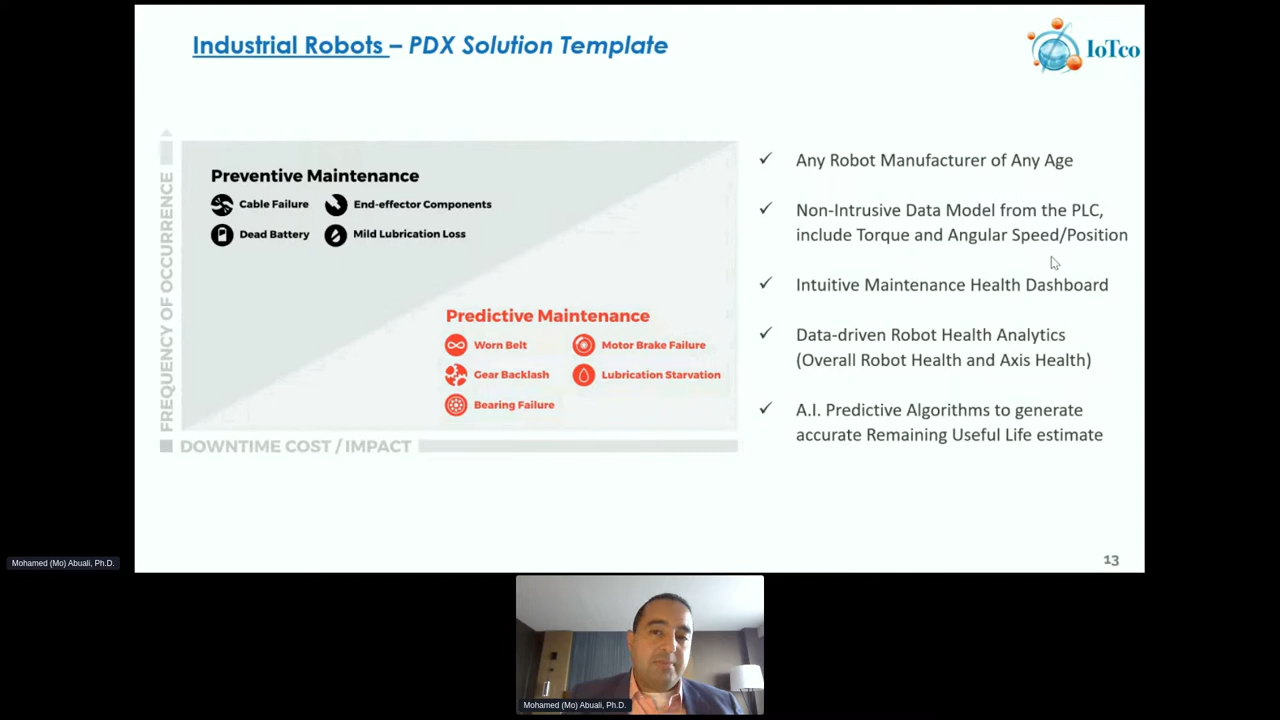 Industrial Robots – PDX Solution Template
IoTco
FREQUENCY OF OCCURRENCE
Preventive Maintenance
Cable Failure
End-effector Components
Dead Battery
Mild Lubrication Loss
Predictive Maintenance
Worn Belt
Motor Brake Failure
Gear Backlash
Lubrication Starvation
Bearing Failure
DOWNTIME COST / IMPACT
✓ Any Robot Manufacturer of Any Age
✓ Non-Intrusive Data Model from the PLC,
include Torque and Angular Speed/Position
✓ Intuitive Maintenance Health Dashboard
✓ Data-driven Robot Health Analytics
(Overall Robot Health and Axis Health)
✓ A.I. Predictive Algorithms to generate
accurate Remaining Useful Life estimate
13
Mohamed (Mo) Abuali, Ph.D.
Mohamed (Mo) Abuali, Ph.D.